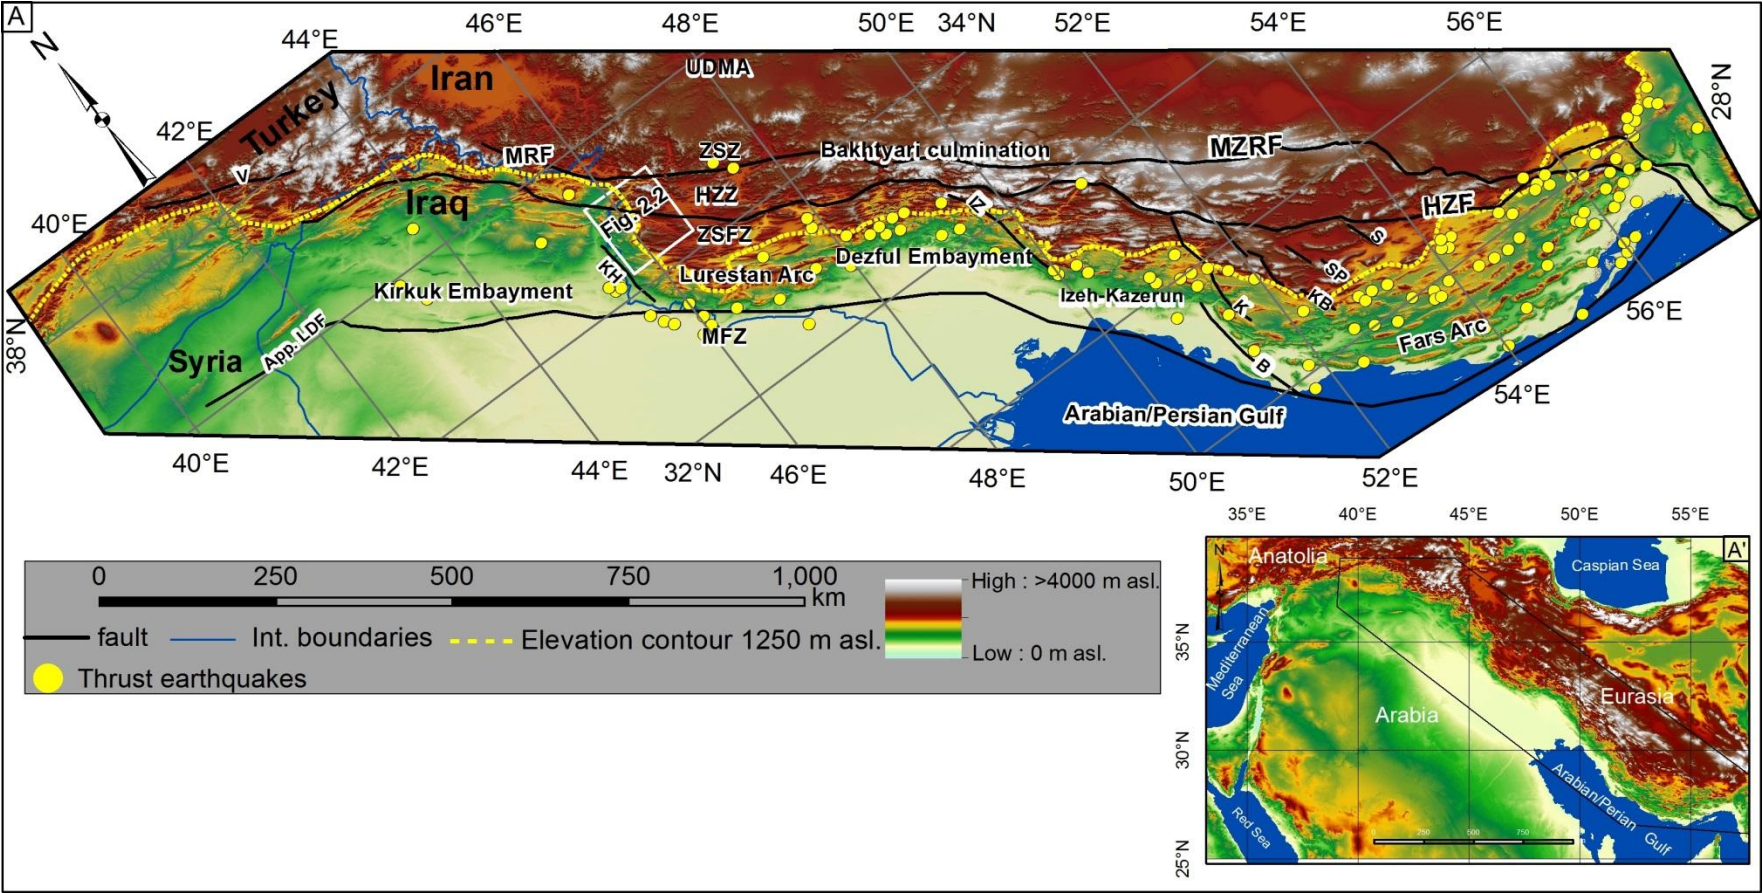 A
N
44°E
46°E
48°E
50°E
34°N
52°E
54°E
56°E
28°N
42°E
40°E
38°N
Turkey
Iran
UDMA
V
MRF
ZSZ
Bakhtyari culmination
MZRF
Iraq
HZZ
Fig. 2.2
IZ
HZF
ZSFZ
S
KH
Lurestan Arc
Dezful Embayment
SP
Kirkuk Embayment
Izeh-Kazerun
K
KB
Fars Arc
56°E
Syria
App. LDF
MFZ
B
54°E
Arabian/Persian Gulf
40°E
42°E
44°E
32°N
46°E
48°E
50°E
52°E
0
250
500
750
1,000
km
fault
Int. boundaries
Elevation contour 1250 m asl.
Thrust earthquakes
High : >4000 m asl.
Low : 0 m asl.
35°E
40°E
45°E
50°E
55°E
A'
N
Anatolia
Caspian Sea
Mediterranean
Sea
35°N
Eurasia
Arabia
30°N
Arabian/Perian Gulf
Red Sea
25°N
0
250
500
750